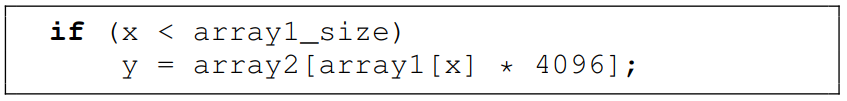 if (x < array1_size)
y = array2[array1[x] * 4096];